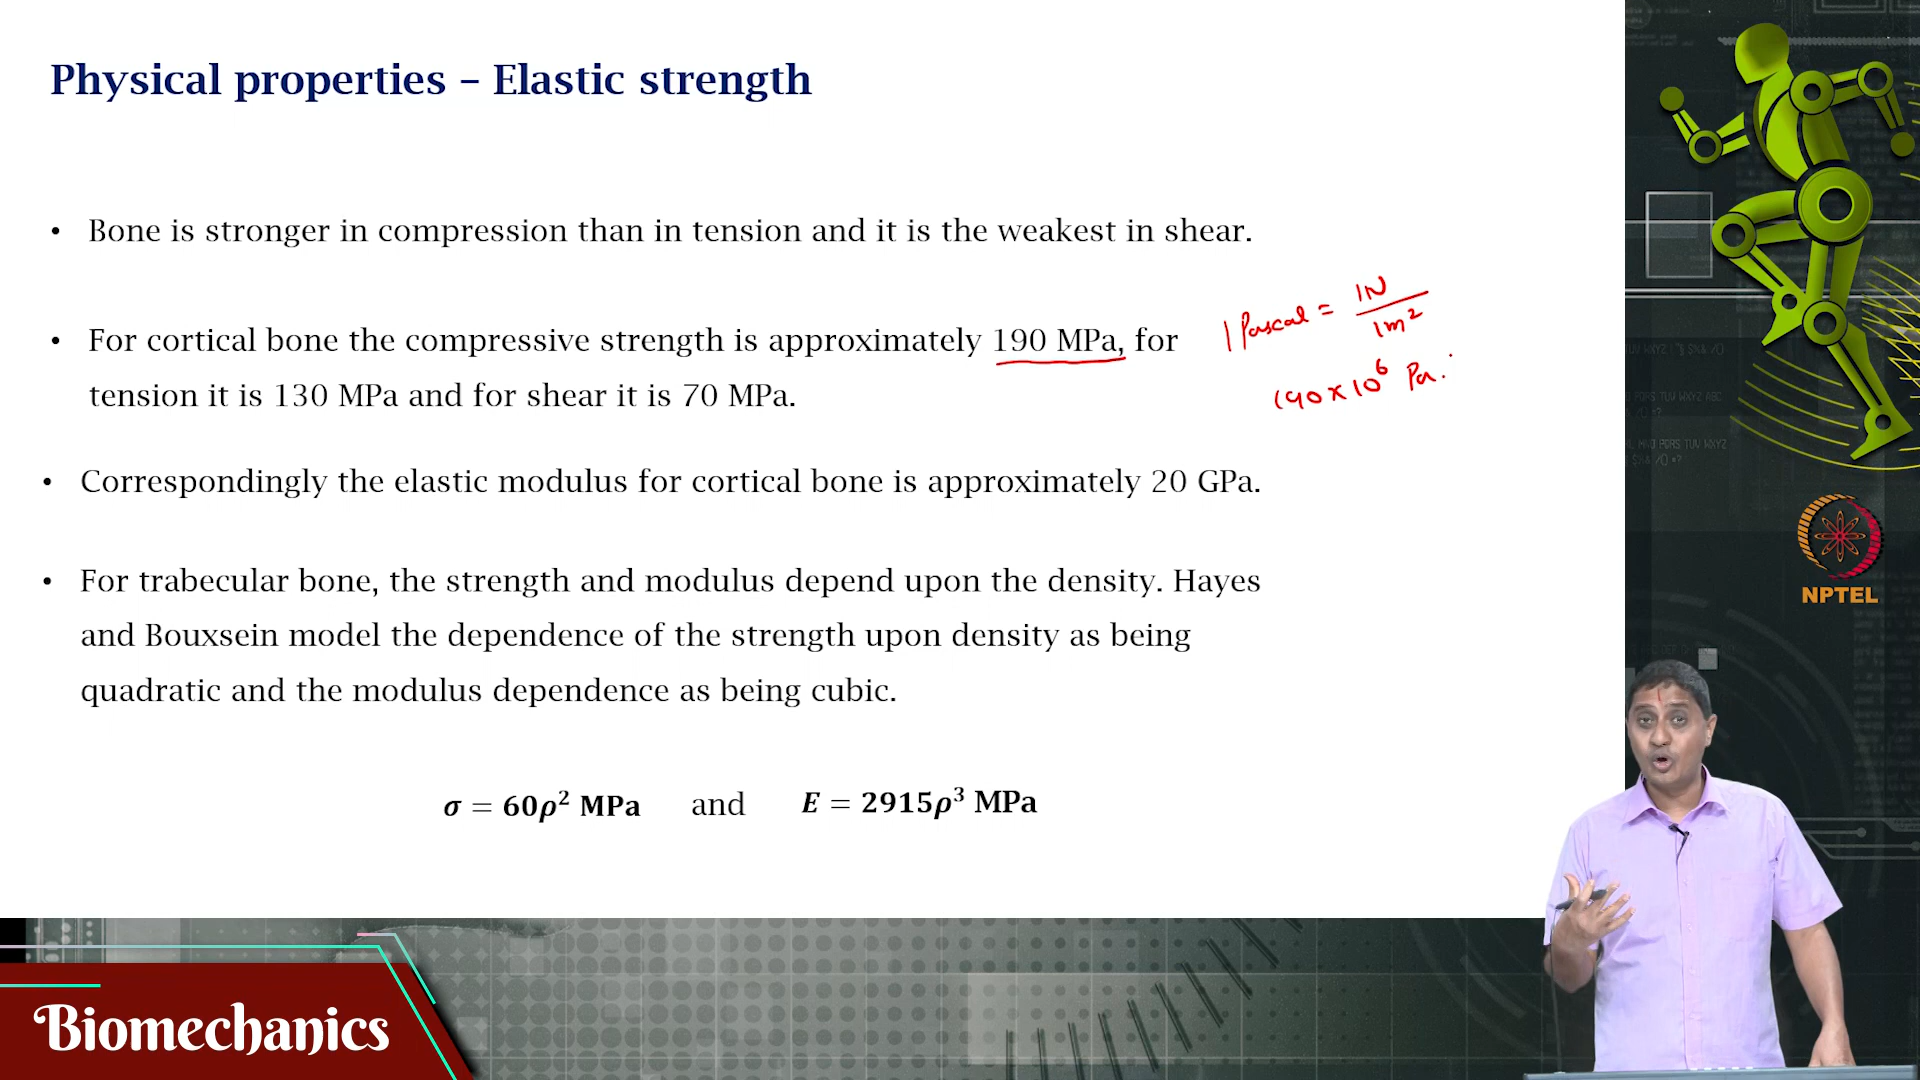 Physical properties – Elastic strength
• Bone is stronger in compression than in tension and it is the weakest in shear.
• For cortical bone the compressive strength is approximately 190 MPa, for
tension it is 130 MPa and for shear it is 70 MPa.
1 Pascal = 1N / 1m²
190 x 10⁶ Pa.
• Correspondingly the elastic modulus for cortical bone is approximately 20 GPa.
• For trabecular bone, the strength and modulus depend upon the density. Hayes
and Bouxsein model the dependence of the strength upon density as being
quadratic and the modulus dependence as being cubic.
σ = 60ρ² MPa and E = 2915ρ³ MPa
NPTEL
Biomechanics